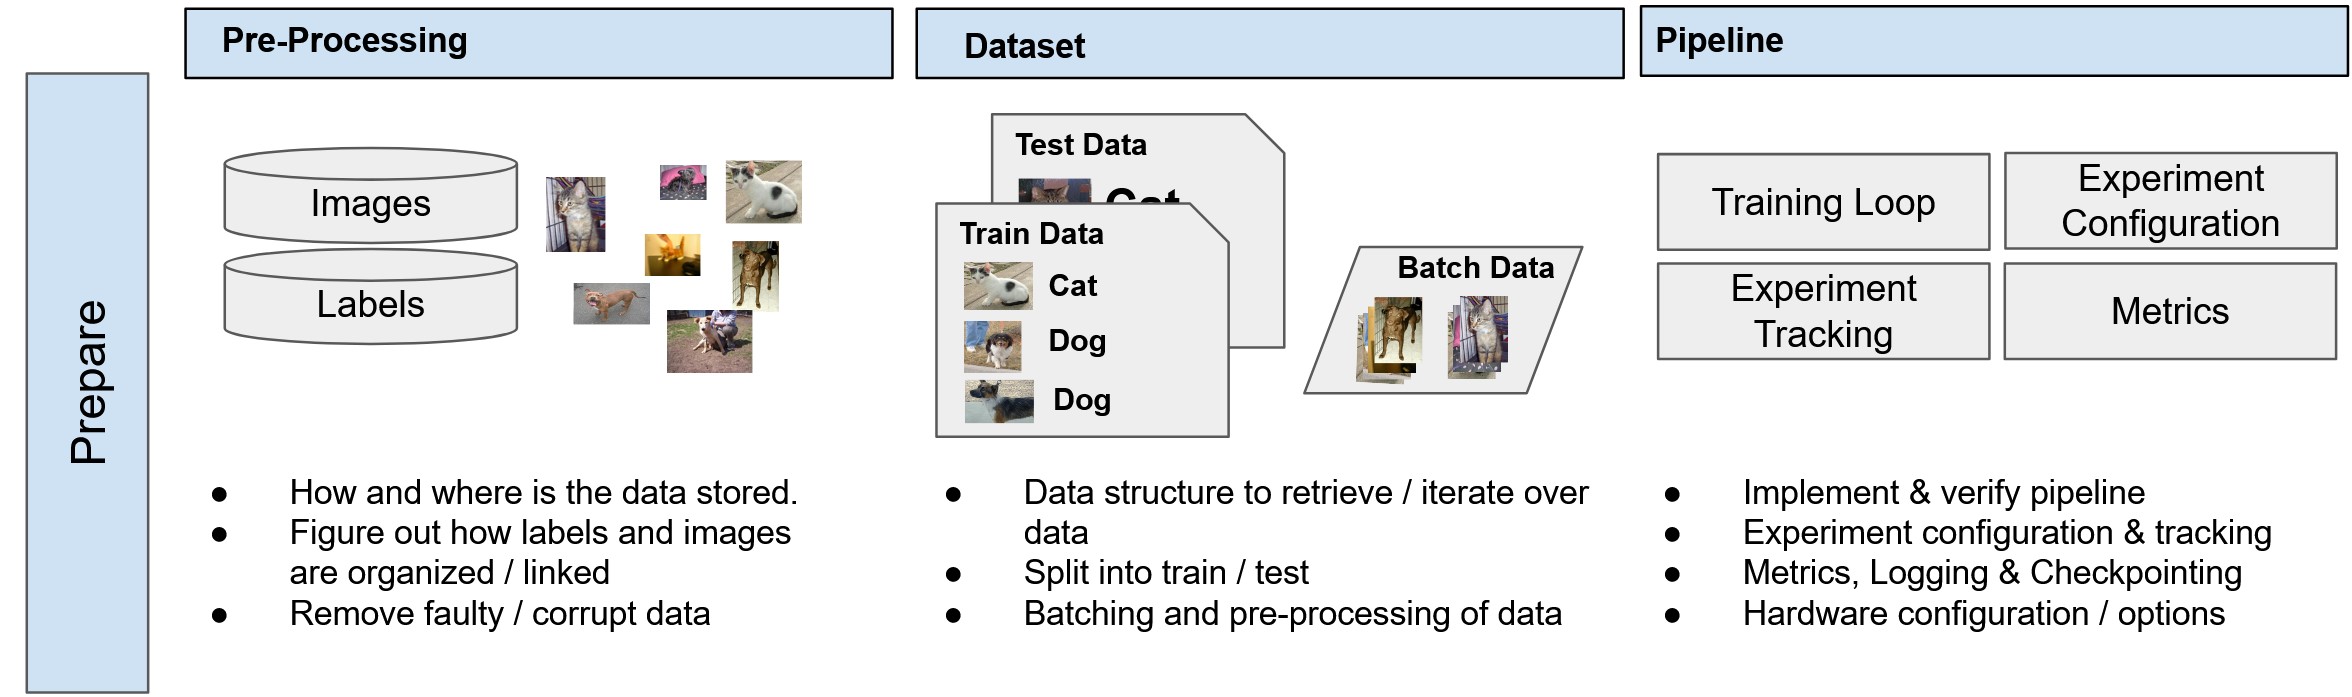 Prepare
Pre-Processing
Images
Labels
● How and where is the data stored.
● Figure out how labels and images
are organized / linked
● Remove faulty / corrupt data
Dataset
Test Data
Cat
Train Data
Cat
Dog
Dog
Batch Data
● Data structure to retrieve / iterate over
data
● Split into train / test
● Batching and pre-processing of data
Pipeline
Training Loop
Experiment
Configuration
Experiment
Tracking
Metrics
● Implement & verify pipeline
● Experiment configuration & tracking
● Metrics, Logging & Checkpointing
● Hardware configuration / options